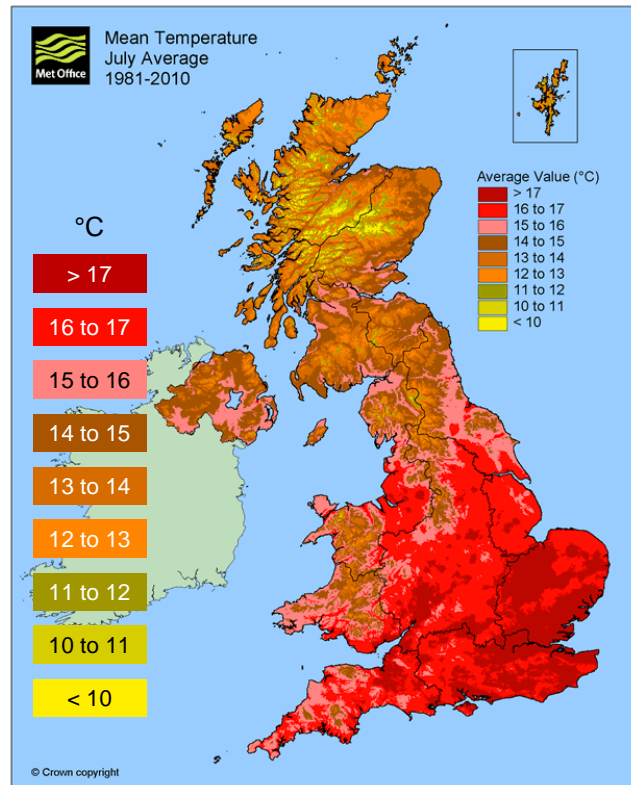 Met Office
Mean Temperature
July Average
1981-2010
Average Value (°C)
> 17
16 to 17
15 to 16
14 to 15
13 to 14
12 to 13
11 to 12
10 to 11
< 10
°C
> 17
16 to 17
15 to 16
14 to 15
13 to 14
12 to 13
11 to 12
10 to 11
< 10
© Crown copyright